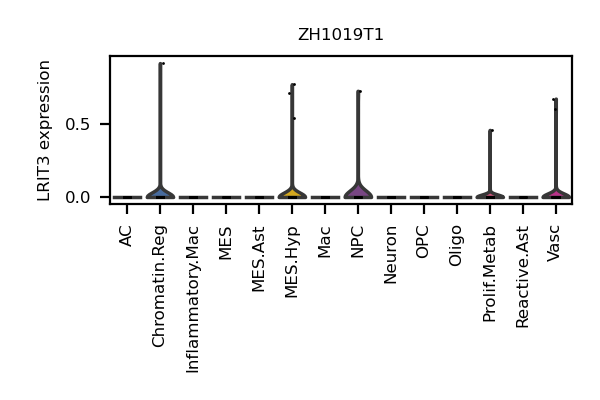 ZH1019T1
LRIT3 expression
0.5
0.0
AC
Chromatin.Reg
Inflammatory.Mac
MES
MES.Ast
MES.Hyp
Mac
NPC
Neuron
OPC
Oligo
Prolif.Metab
Reactive.Ast
Vasc